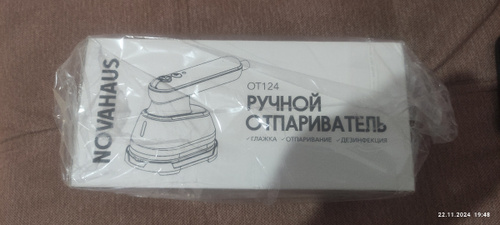 NOVAHAUS
OT124
РУЧНОЙ
ОТПАРИВАТЕЛЬ
✓ГЛАЖКА ✓ОТПАРИВАНИЕ ✓ДЕЗИНФЕКЦИЯ
22.11.2024 19:48